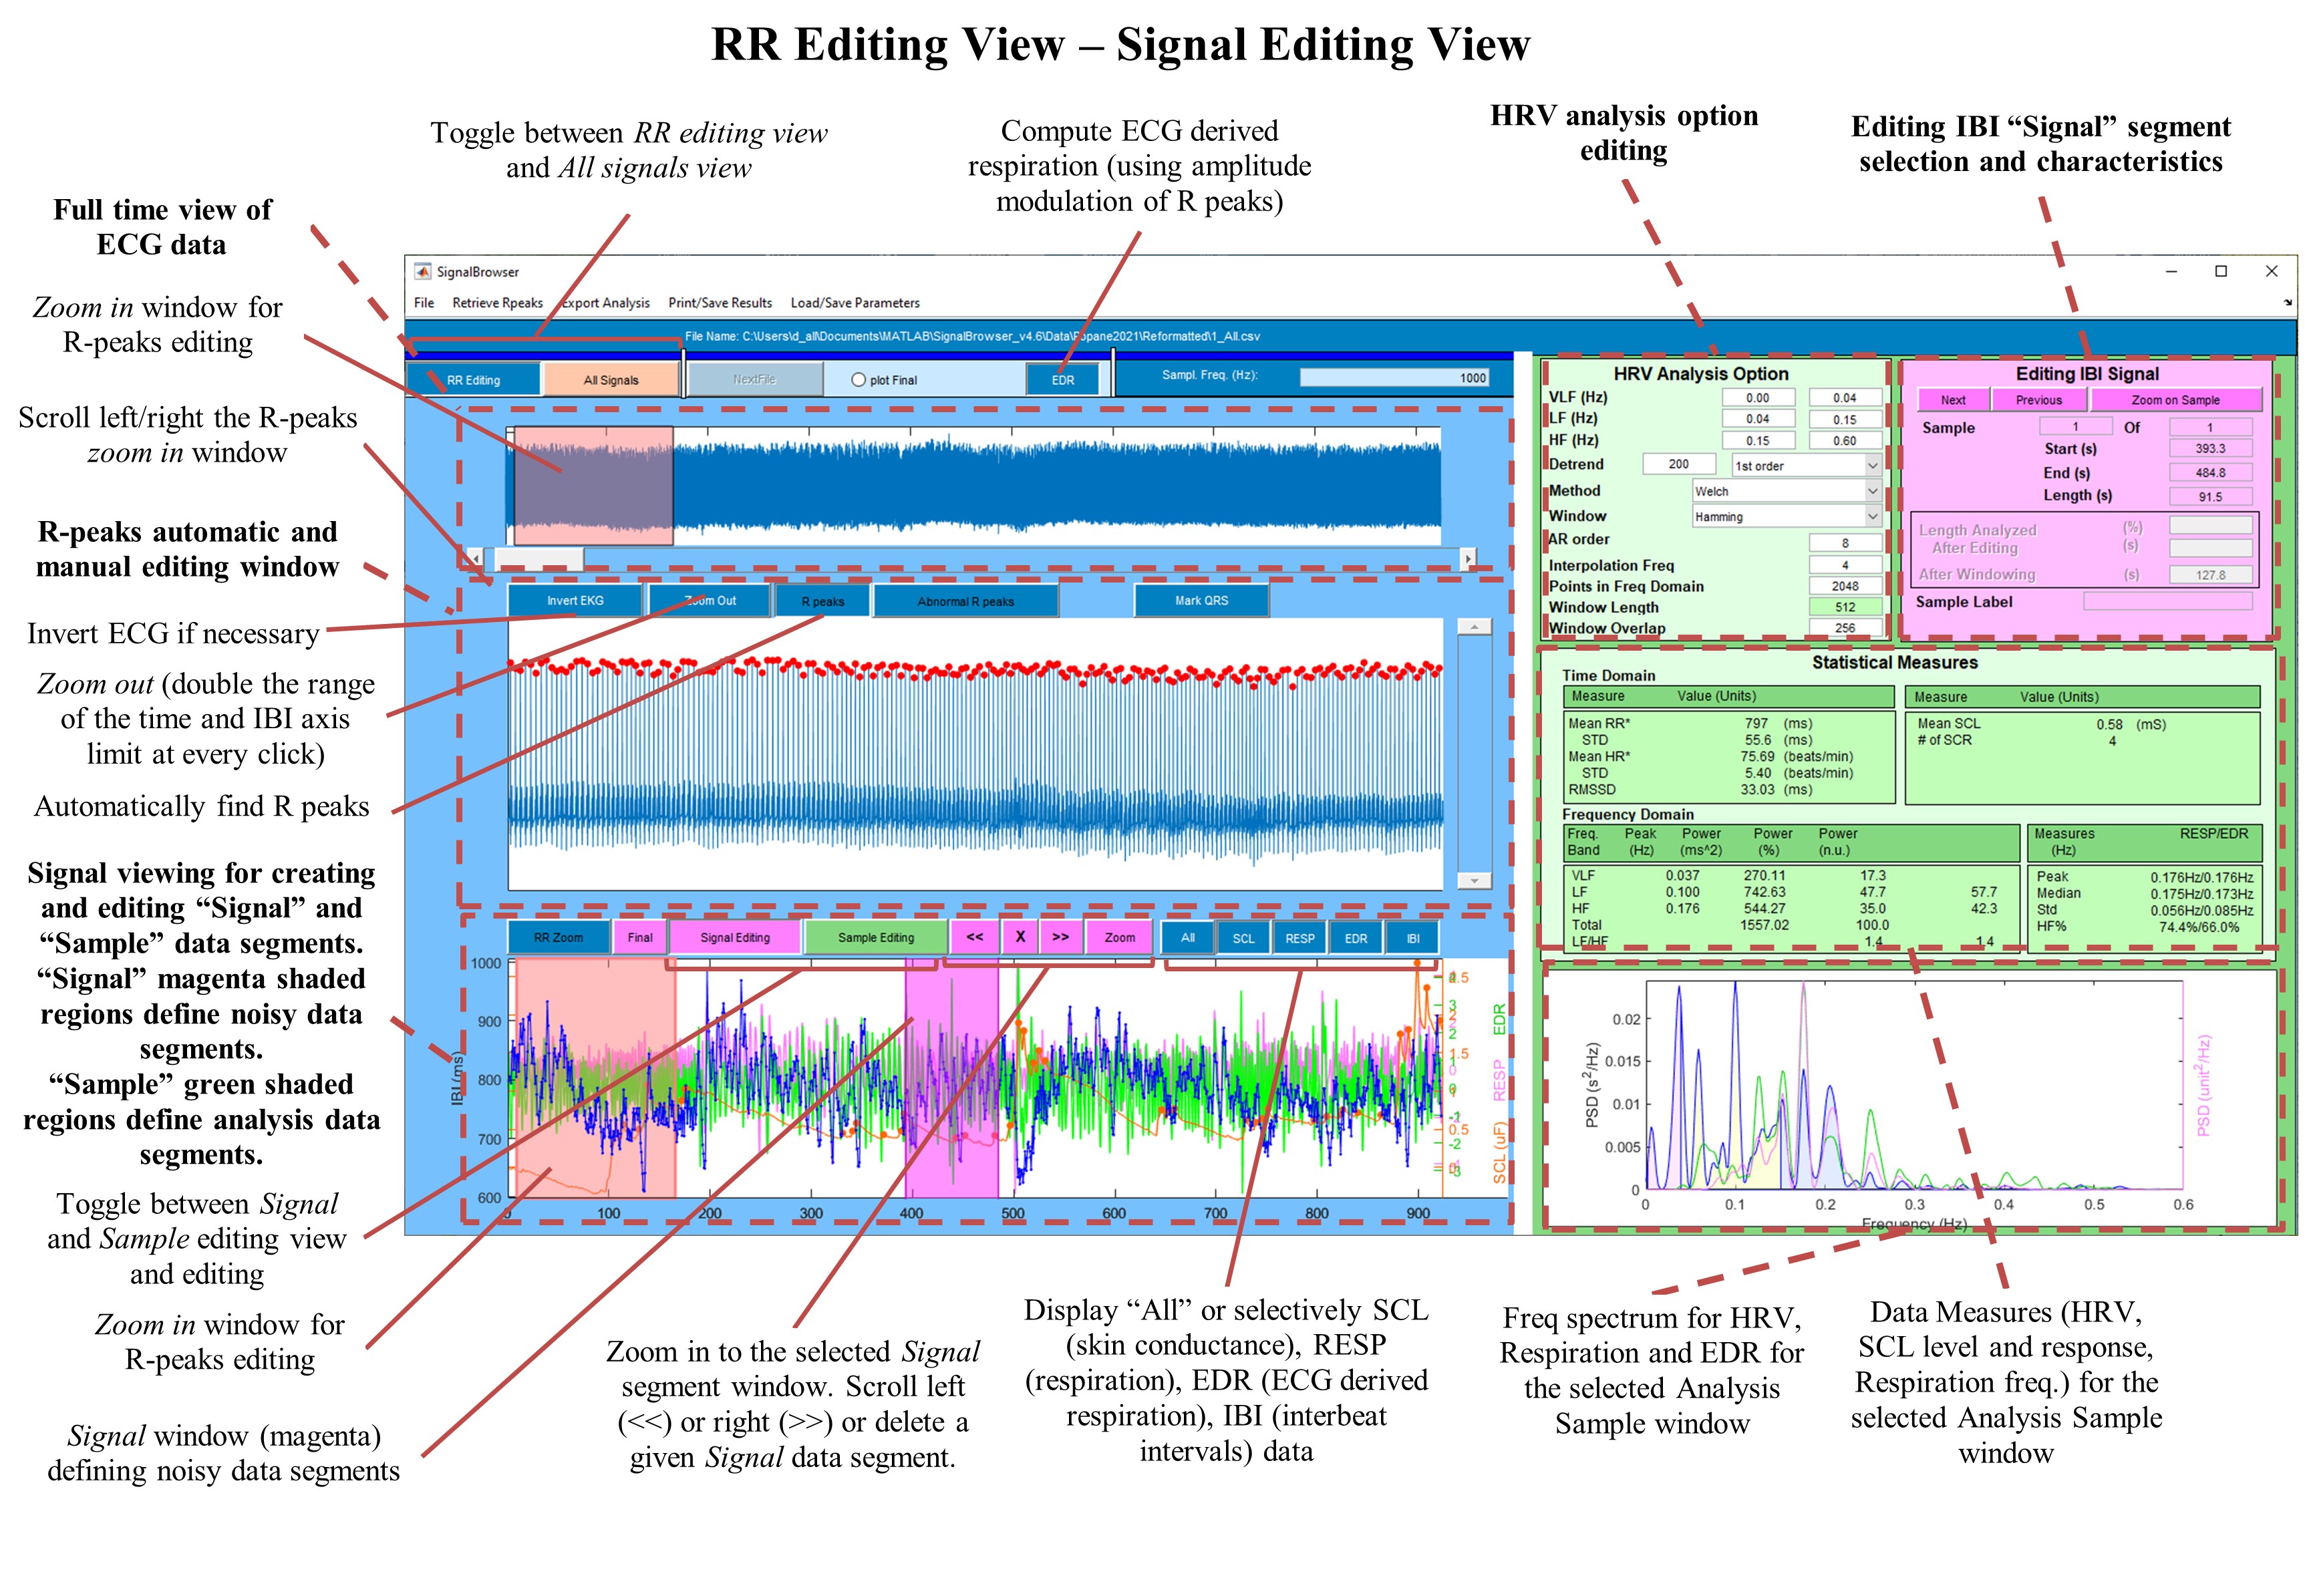 RR Editing View – Signal Editing View
Toggle between RR editing view
and All signals view
Compute ECG derived
respiration (using amplitude
modulation of R peaks)
HRV analysis option
editing
Editing IBI “Signal” segment
selection and characteristics
Full time view of
ECG data
Zoom in window for
R-peaks editing
Scroll left/right the R-peaks
zoom in window
R-peaks automatic and
manual editing window
Invert ECG if necessary
Zoom out (double the range
of the time and IBI axis
limit at every click)
Automatically find R peaks
Signal viewing for creating
and editing “Signal” and
“Sample” data segments.
“Signal” magenta shaded
regions define noisy data
segments.
“Sample” green shaded
regions define analysis data
segments.
Toggle between Signal
and Sample editing view
and editing
Zoom in window for
R-peaks editing
Signal window (magenta)
defining noisy data segments
SignalBrowser
File Retrieve Rpeaks Export Analysis Print/Save Results Load/Save Parameters
File Name: C:\Users\d_all\Documents\MATLAB\SignalBrowser_v4.6\Data\Popane2021\Reformatted\1_All.csv
RR Editing All Signals NextFile plot Final EDR Sampl. Freq. (Hz): 1000
Invert EKG Zoom Out R peaks Abnormal R peaks Mark QRS
RR Zoom Final Signal Editing Sample Editing << X >> Zoom All SCL RESP EDR IBI
IBI (ms)
1000
900
800
700
600
0 100 200 300 400 500 600 700 800 900
EDR
RESP
SCL (uF)
HRV Analysis Option
VLF (Hz) 0.00 0.04
LF (Hz) 0.04 0.15
HF (Hz) 0.15 0.60
Detrend 200 1st order
Method Welch
Window Hamming
AR order 8
Interpolation Freq 4
Points in Freq Domain 2048
Window Length 512
Window Overlap 256
Editing IBI Signal
Next Previous Zoom on Sample
Sample 1 Of 1
Start (s) 393.3
End (s) 484.8
Length (s) 91.5
Length Analyzed (%)
After Editing (s)
After Windowing (s) 127.8
Sample Label
Statistical Measures
Time Domain
Measure Value (Units) Measure Value (Units)
Mean RR* 797 (ms)
STD 55.6 (ms)
Mean HR* 75.69 (beats/min)
STD 5.40 (beats/min)
RMSSD 33.03 (ms)
Mean SCL 0.58 (mS)
# of SCR 4
Frequency Domain
Freq. Peak Power Power Power
Band (Hz) (ms^2) (%) (n.u.)
VLF 0.037 270.11 17.3
LF 0.100 742.63 47.7 57.7
HF 0.176 544.27 35.0 42.3
Total 1557.02 100.0
LF/HF 1.4 1.4
Measures RESP/EDR
(Hz)
Peak 0.176Hz/0.176Hz
Median 0.175Hz/0.173Hz
Std 0.056Hz/0.085Hz
HF% 74.4%/66.0%
PSD (s2/Hz)
0.02
0.015
0.01
0.005
0
0 0.1 0.2 0.3 0.4 0.5 0.6
Frequency (Hz)
PSD (unit2/Hz)
Zoom in to the selected Signal
segment window. Scroll left
(<<) or right (>>) or delete a
given Signal data segment.
Display “All” or selectively SCL
(skin conductance), RESP
(respiration), EDR (ECG derived
respiration), IBI (interbeat
intervals) data
Freq spectrum for HRV,
Respiration and EDR for
the selected Analysis
Sample window
Data Measures (HRV,
SCL level and response,
Respiration freq.) for the
selected Analysis Sample
window